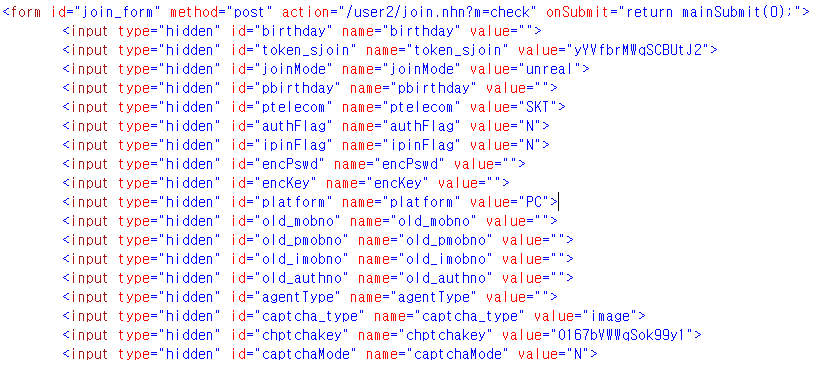 <form id="join_form" method="post" action="/user2/join.nhn?m=check" onSubmit="return mainSubmit(0);">
<input type="hidden" id="birthday" name="birthday" value="">
<input type="hidden" id="token_sjoin" name="token_sjoin" value="yYVfbrMWqSCBUtJ2">
<input type="hidden" id="joinMode" name="joinMode" value="unreal">
<input type="hidden" id="pbirthday" name="pbirthday" value="">
<input type="hidden" id="ptelecom" name="ptelecom" value="SKT">
<input type="hidden" id="authFlag" name="authFlag" value="N">
<input type="hidden" id="ipinFlag" name="ipinFlag" value="N">
<input type="hidden" id="encPswd" name="encPswd" value="">
<input type="hidden" id="encKey" name="encKey" value="">
<input type="hidden" id="platform" name="platform" value="PC">
<input type="hidden" id="old_mobno" name="old_mobno" value="">
<input type="hidden" id="old_pmobno" name="old_pmobno" value="">
<input type="hidden" id="old_imobno" name="old_imobno" value="">
<input type="hidden" id="old_authno" name="old_authno" value="">
<input type="hidden" id="agentType" name="agentType" value="">
<input type="hidden" id="captcha_type" name="captcha_type" value="image">
<input type="hidden" id="chptchakey" name="chptchakey" value="0167bVWWqSok99y1">
<input type="hidden" id="captchaMode" name="captchaMode" value="N">